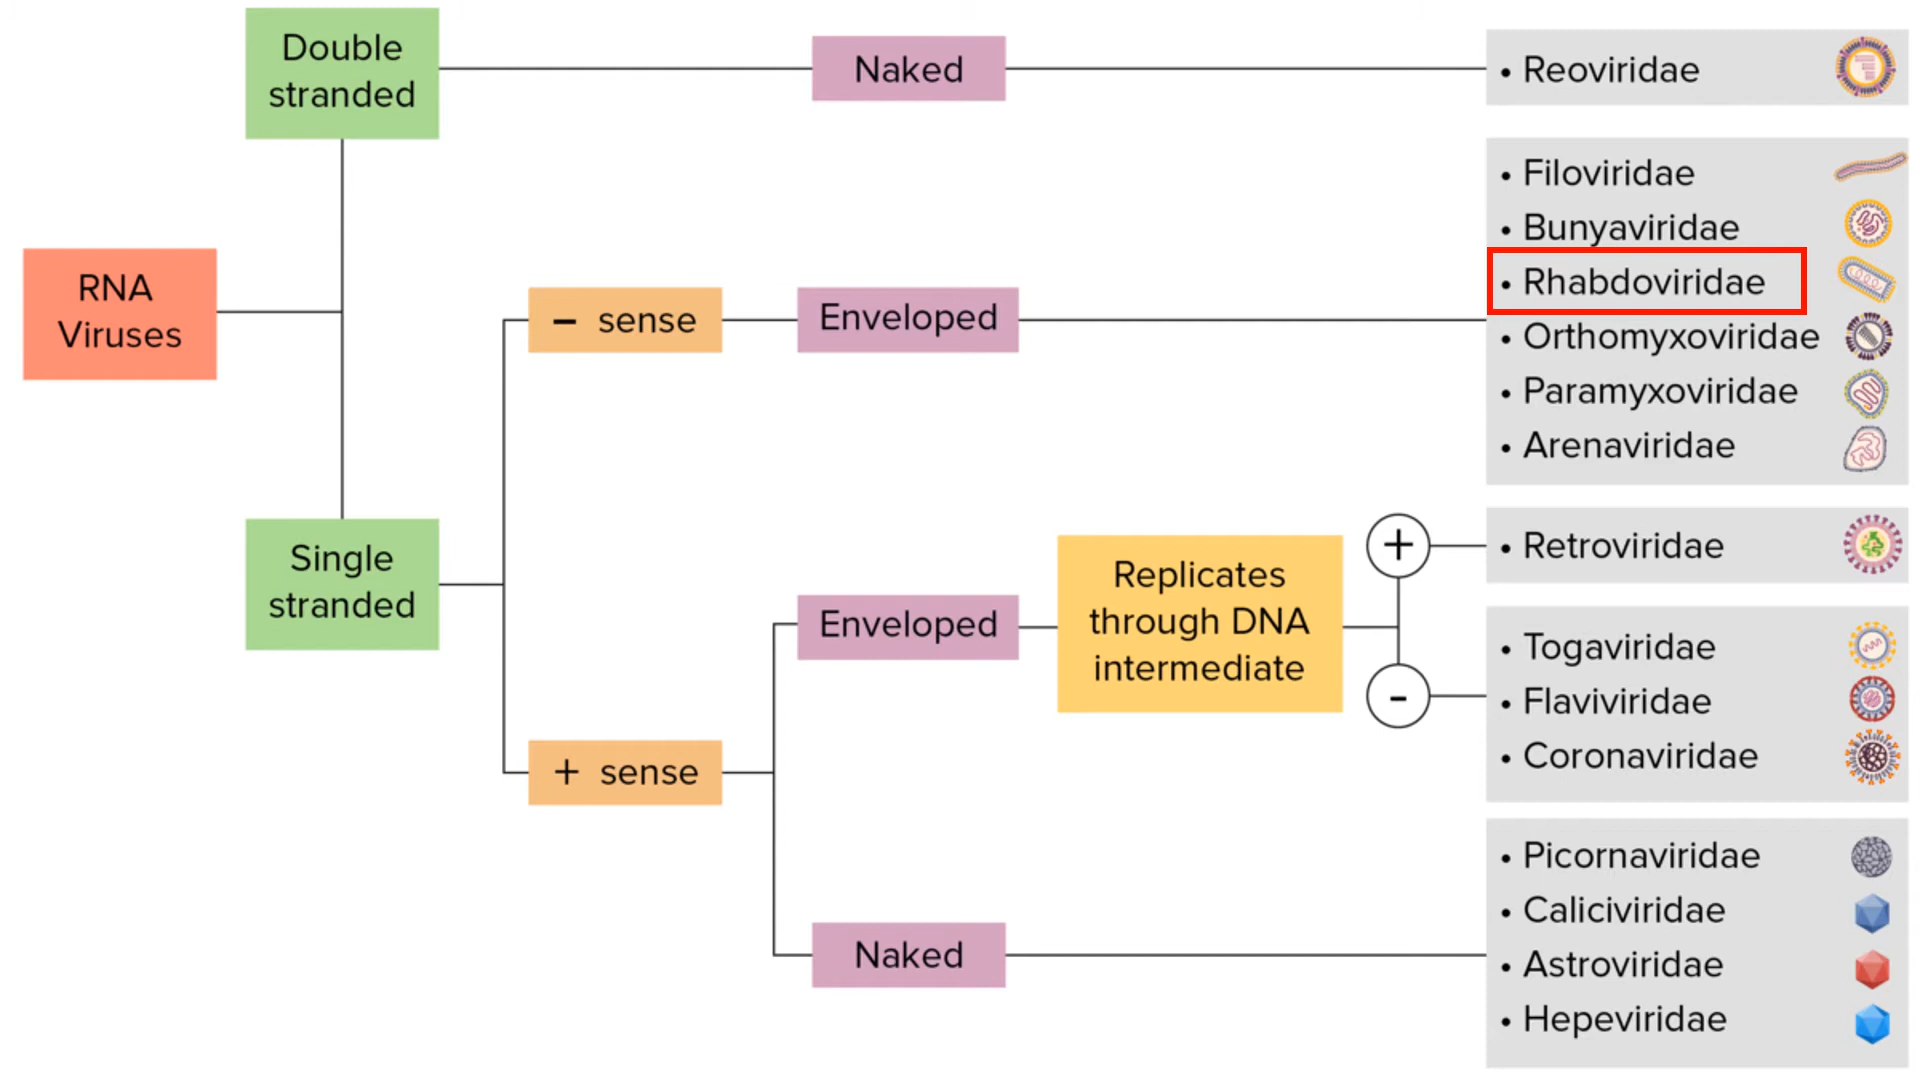 Double
stranded
Naked
• Reoviridae
RNA
Viruses
− sense
Enveloped
• Filoviridae
• Bunyaviridae
• Rhabdoviridae
• Orthomyxoviridae
• Paramyxoviridae
• Arenaviridae
Single
stranded
+ sense
Enveloped
Replicates
through DNA
intermediate
+
• Retroviridae
-
• Togaviridae
• Flaviviridae
• Coronaviridae
Naked
• Picornaviridae
• Caliciviridae
• Astroviridae
• Hepeviridae